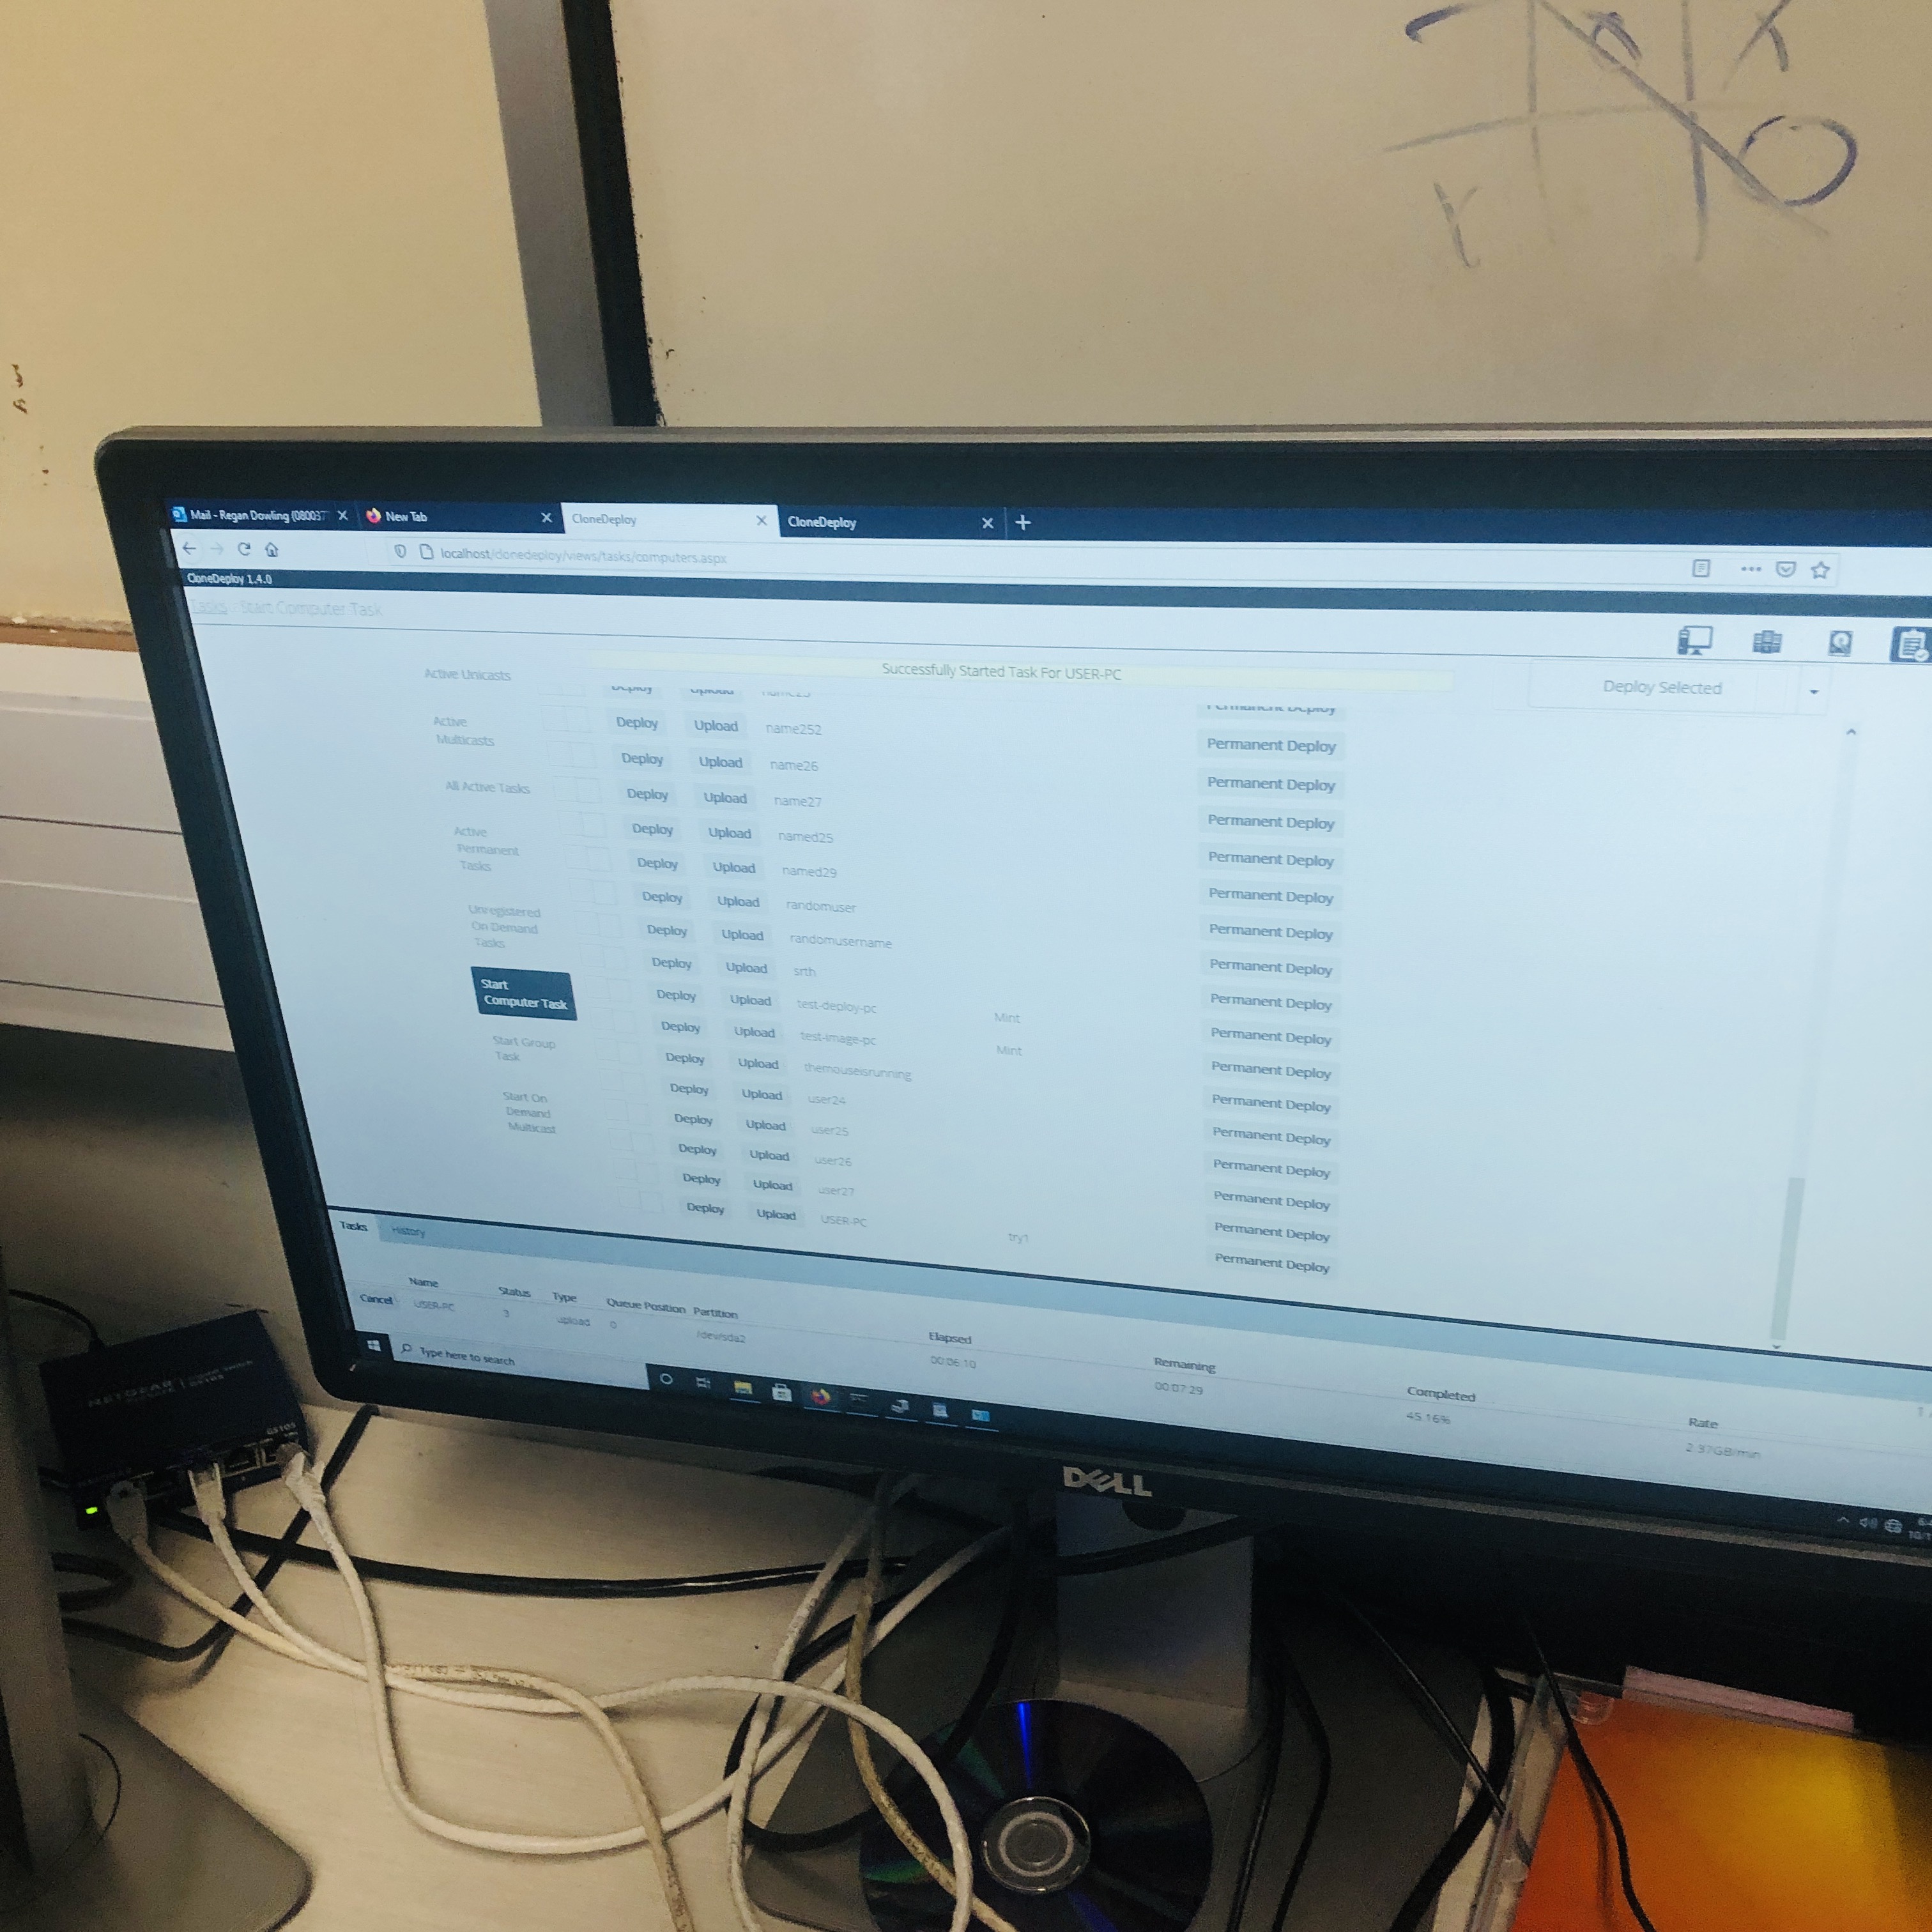 Mail - Regan Dowling (080037
New Tab
CloneDeploy
CloneDeploy
localhost/clonedeploy/views/tasks/computers.aspx
CloneDeploy 1.4.0
Tasks Start Computer Task
Successfully Started Task For USER-PC
Deploy Selected
Active Unicasts
Active
Multicasts
All Active Tasks
Active
Permanent
Tasks
Unregistered
On Demand
Tasks
Start
Computer Task
Start Group
Task
Start On
Demand
Multicast
Deploy Upload Permanent Deploy
Deploy Upload name252 Permanent Deploy
Deploy Upload name26 Permanent Deploy
Deploy Upload name27 Permanent Deploy
Deploy Upload named25 Permanent Deploy
Deploy Upload named29 Permanent Deploy
Deploy Upload randomuser Permanent Deploy
Deploy Upload randomusername Permanent Deploy
Deploy Upload srth Permanent Deploy
Deploy Upload test-deploy-pc Mint Permanent Deploy
Deploy Upload test-image-pc Mint Permanent Deploy
Deploy Upload themouseisrunning Permanent Deploy
Deploy Upload user24 Permanent Deploy
Deploy Upload user25 Permanent Deploy
Deploy Upload user26 Permanent Deploy
Deploy Upload user27 Permanent Deploy
Deploy Upload USER-PC try1 Permanent Deploy
Tasks History
Name Status Type Queue Position Partition Elapsed Remaining Completed Rate
Cancel USER-PC 3 upload 0 /dev/sda2 00:06:10 00:07:29 45.16% 2.37GB/min
Type here to search
DELL
NETGEAR
GS105
X
O